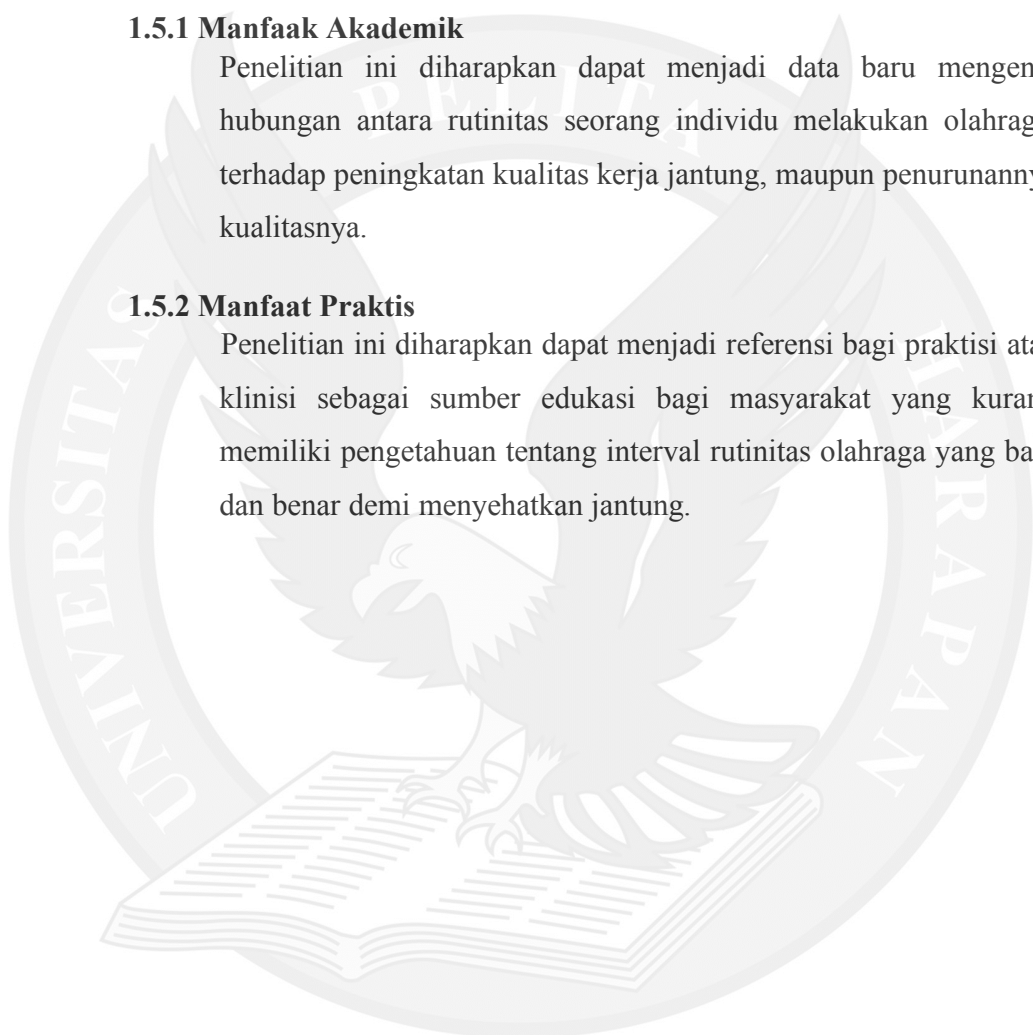 1.5.1 Manfaak Akademik
Penelitian ini diharapkan dapat menjadi data baru mengen
hubungan antara rutinitas seorang individu melakukan olahrag
terhadap peningkatan kualitas kerja jantung, maupun penurunanny
kualitasnya.
1.5.2 Manfaat Praktis
Penelitian ini diharapkan dapat menjadi referensi bagi praktisi ata
klinisi sebagai sumber edukasi bagi masyarakat yang kuran
memiliki pengetahuan tentang interval rutinitas olahraga yang ba
dan benar demi menyehatkan jantung.
UNIVERSITAS PELITA HARAPAN